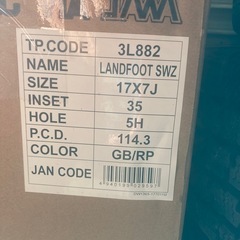 TP.CODE 3L882
NAME LANDFOOT SWZ
SIZE 17X7J
INSET 35
HOLE 5H
P.C.D. 114.3
COLOR GB/RP
JAN CODE